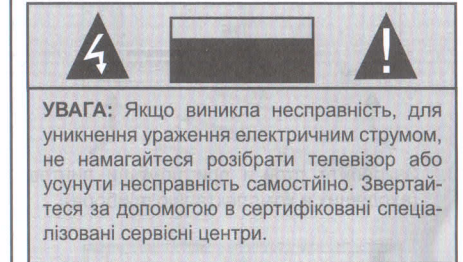 УВАГА: Якщо виникла несправність, для
уникнення ураження електричним струмом,
не намагайтеся розібрати телевізор або
усунути несправність самостйіно. Звертай-
теся за допомогою в сертифіковані спеціа-
лізовані сервісні центри.